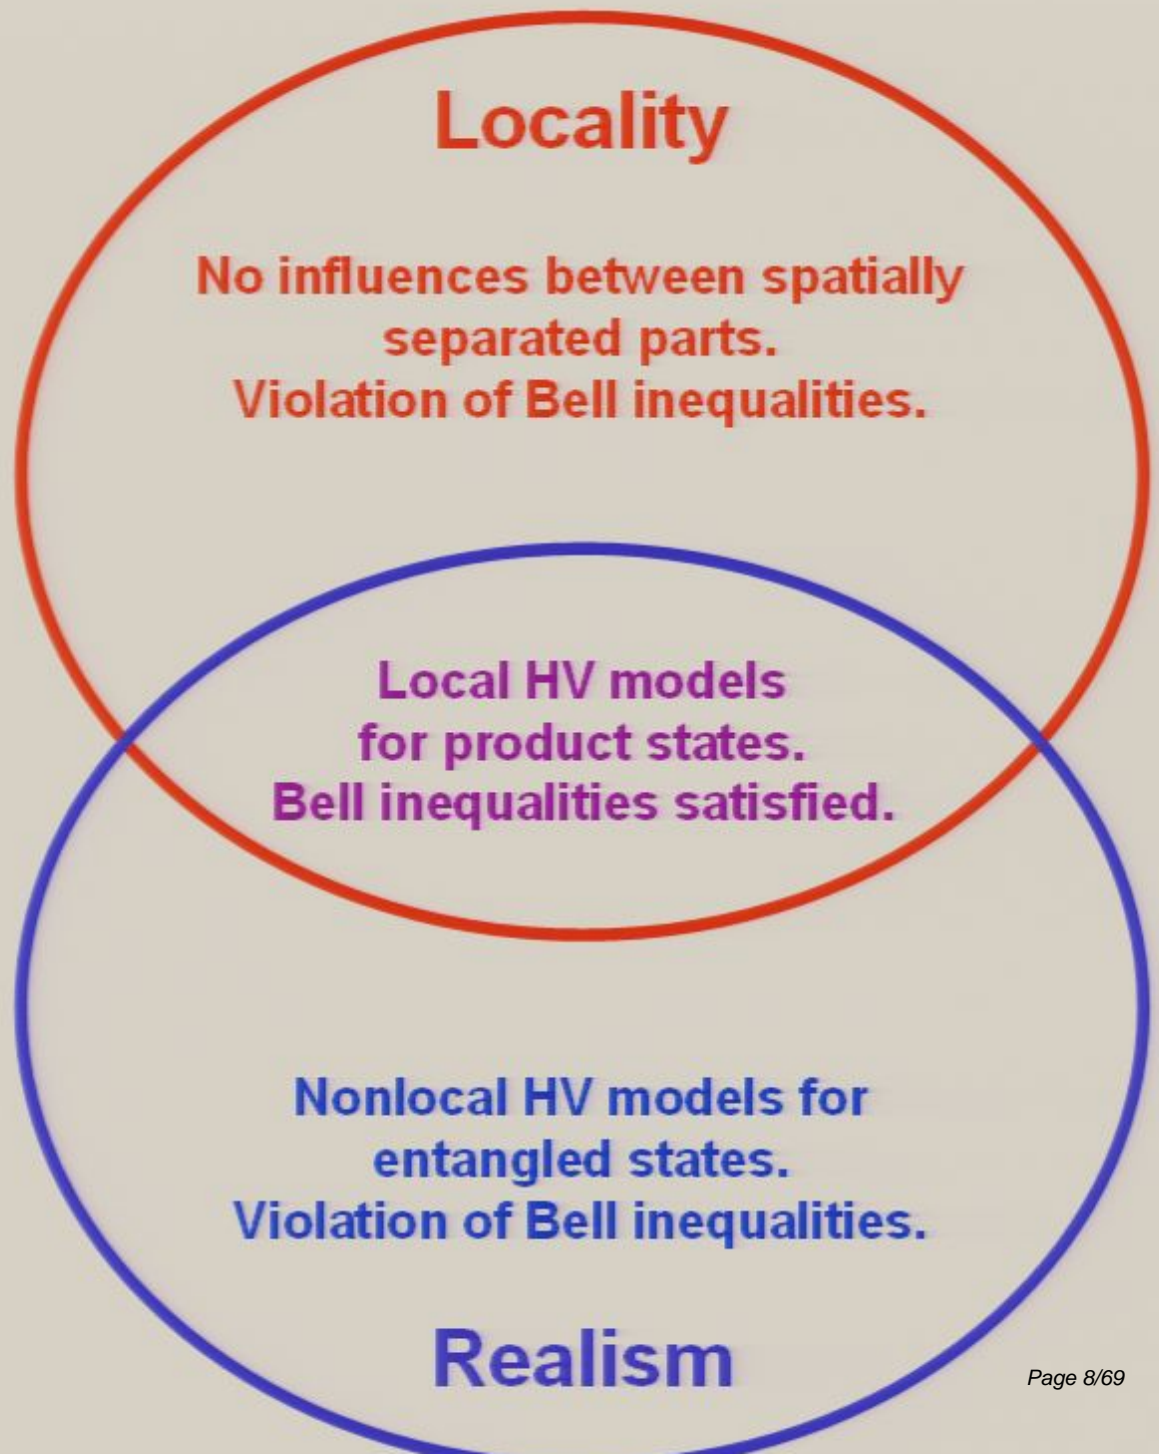 Locality
No influences between spatially
separated parts.
Violation of Bell inequalities.
Local HV models
for product states.
Bell inequalities satisfied.
Nonlocal HV models for
entangled states.
Violation of Bell inequalities.
Realism
Page 8/69